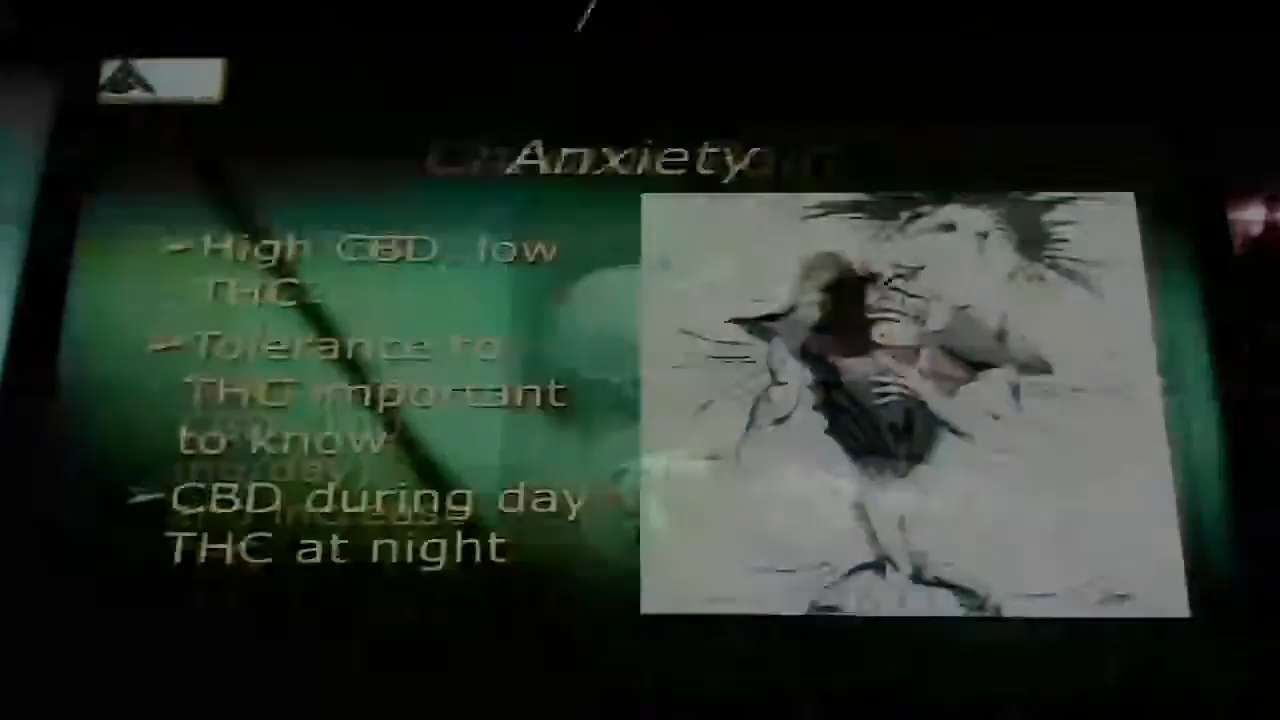 Anxiety
High CBD low
THC
Tolerance to
THC important
to know
CBD during day
THC at night